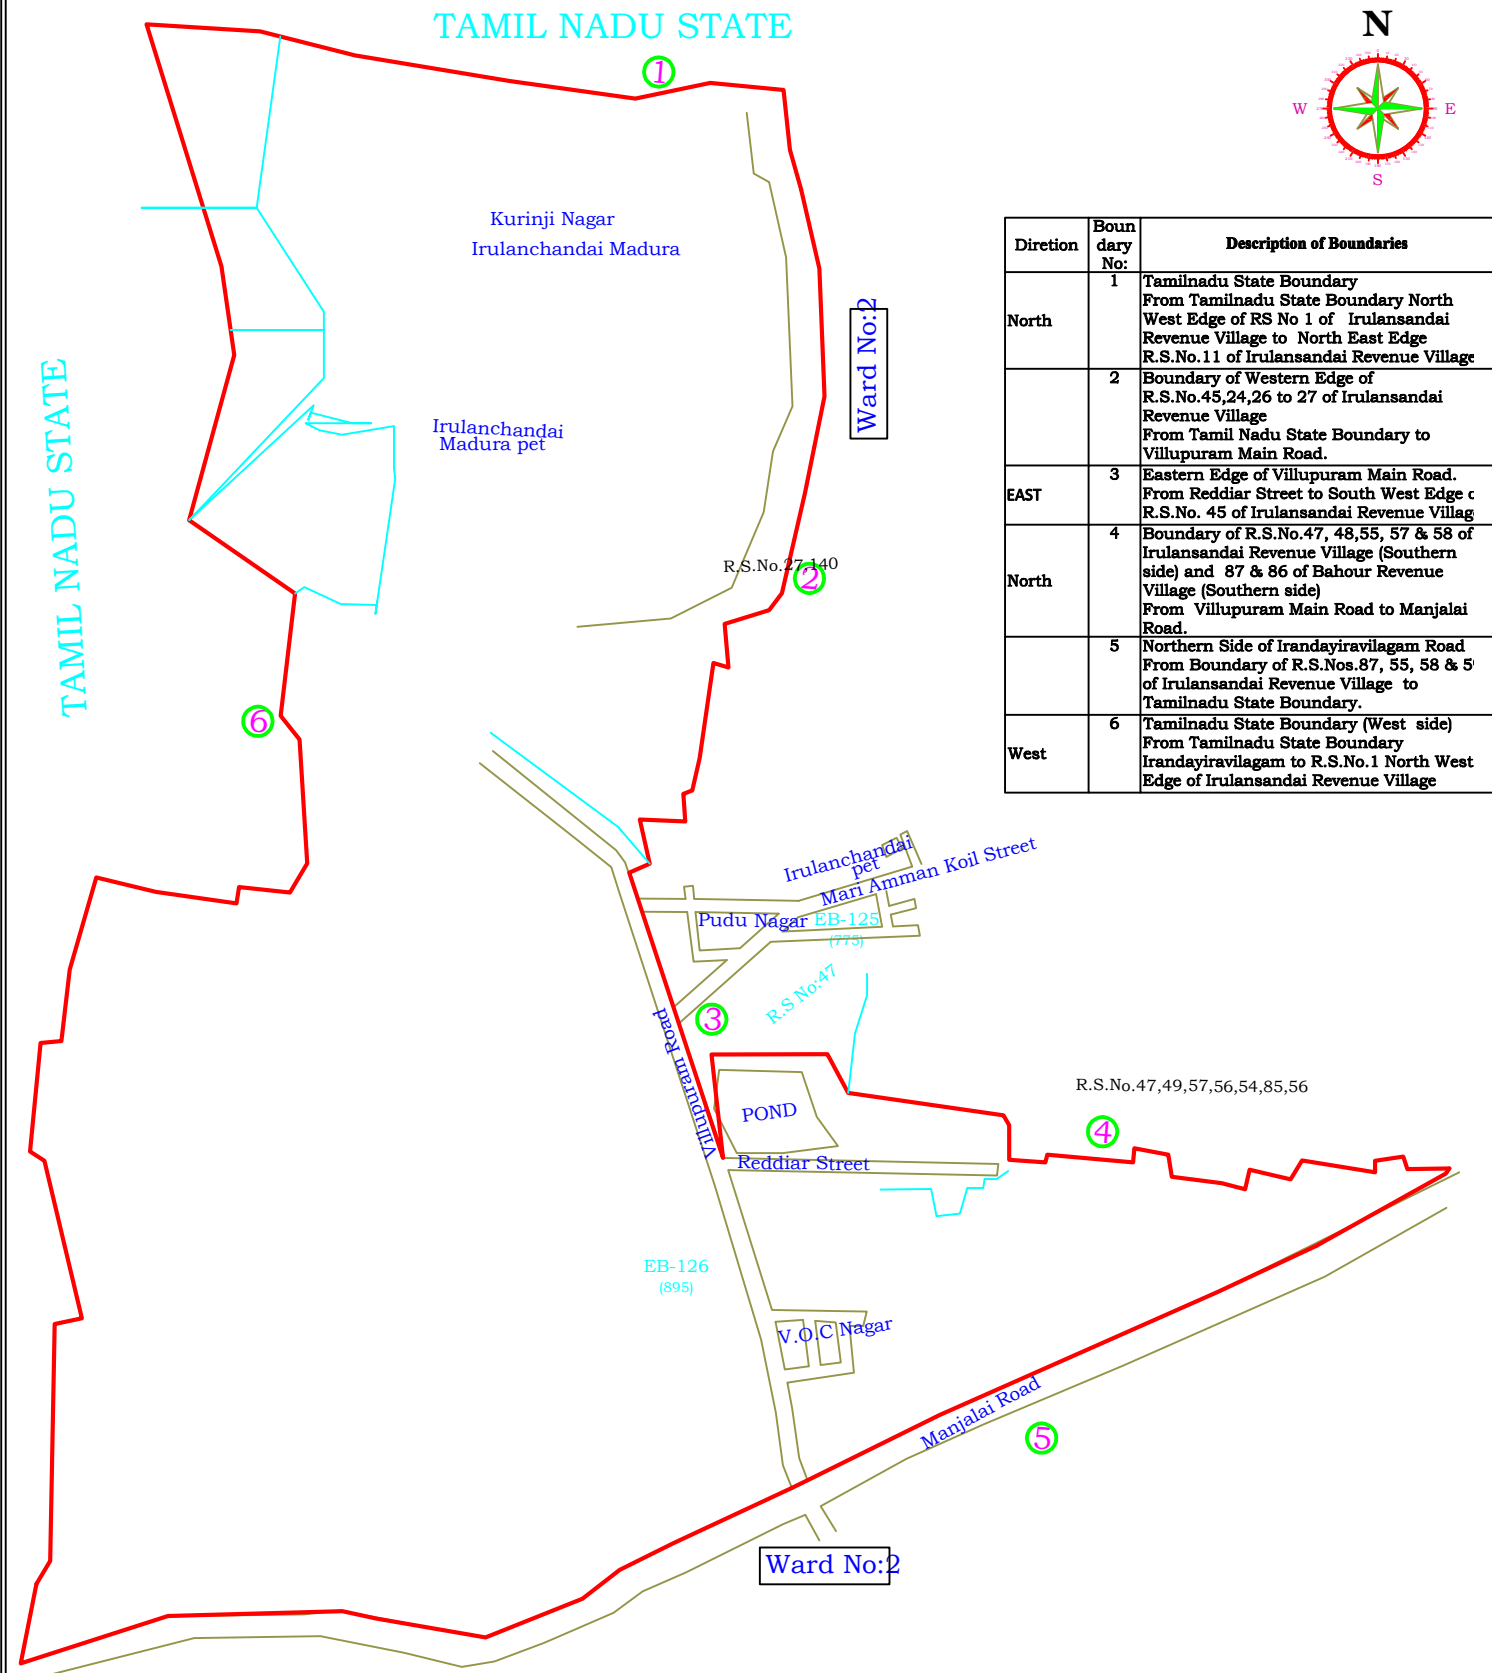 TAMIL NADU STATE
1
N
W
E
S
Kurinji Nagar
Irulanchandai Madura
Ward No:2
TAMIL NADU STATE
Irulanchandai
Madura pet
R.S.No.27,140
2
6
Diretion
Boun
dary
No:
Description of Boundaries
North
1
Tamilnadu State Boundary
From Tamilnadu State Boundary North
West Edge of RS No 1 of Irulansandai
Revenue Village to North East Edge
R.S.No.11 of Irulansandai Revenue Village
2
Boundary of Western Edge of
R.S.No.45,24,26 to 27 of Irulansandai
Revenue Village
From Tamil Nadu State Boundary to
Villupuram Main Road.
EAST
3
Eastern Edge of Villupuram Main Road.
From Reddiar Street to South West Edge
R.S.No. 45 of Irulansandai Revenue Villag
North
4
Boundary of R.S.No.47, 48,55, 57 & 58 of
Irulansandai Revenue Village (Southern
side) and 87 & 86 of Bahour Revenue
Village (Southern side)
From Villupuram Main Road to Manjalai
Road.
5
Northern Side of Irandayiravilagam Road
From Boundary of R.S.Nos.87, 55, 58 & 5
of Irulansandai Revenue Village to
Tamilnadu State Boundary.
West
6
Tamilnadu State Boundary (West side)
From Tamilnadu State Boundary
Irandayiravilagam to R.S.No.1 North West
Edge of Irulansandai Revenue Village
Irulanchandai
pet
Mari Amman Koil Street
Pudu Nagar
EB-125
(775)
R.S No:47
3
Villupuram Road
POND
R.S.No.47,49,57,56,54,85,56
4
Reddiar Street
EB-126
(895)
V.O.C Nagar
Manjalai Road
5
Ward No:2